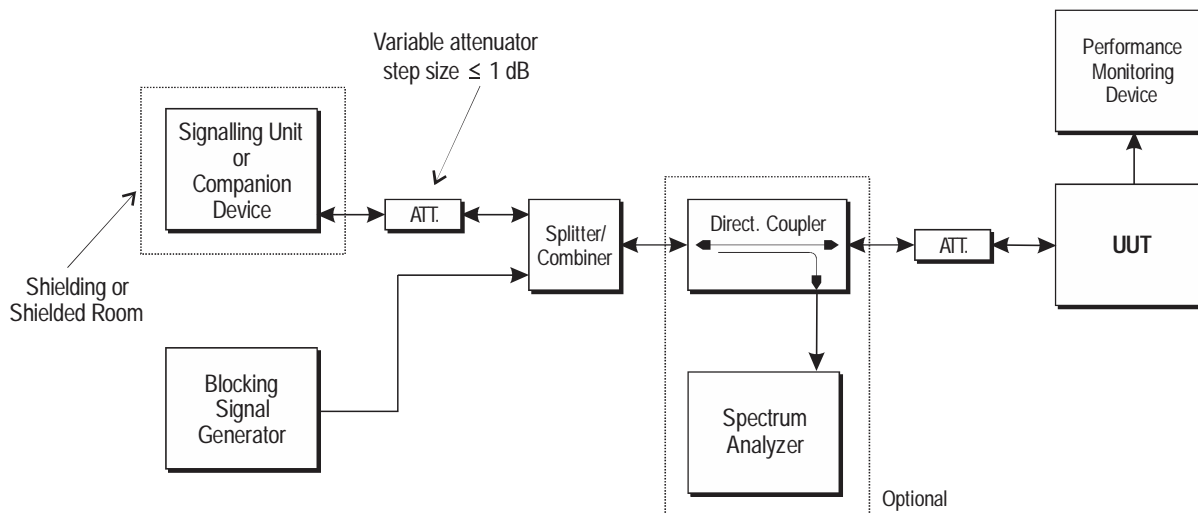 Variable attenuator
step size ≤ 1 dB
Performance
Monitoring
Device
Signalling Unit
or
Companion
Device
ATT.
Splitter/
Combiner
Direct. Coupler
ATT.
UUT
Shielding or
Shielded Room
Blocking
Signal
Generator
Spectrum
Analyzer
Optional